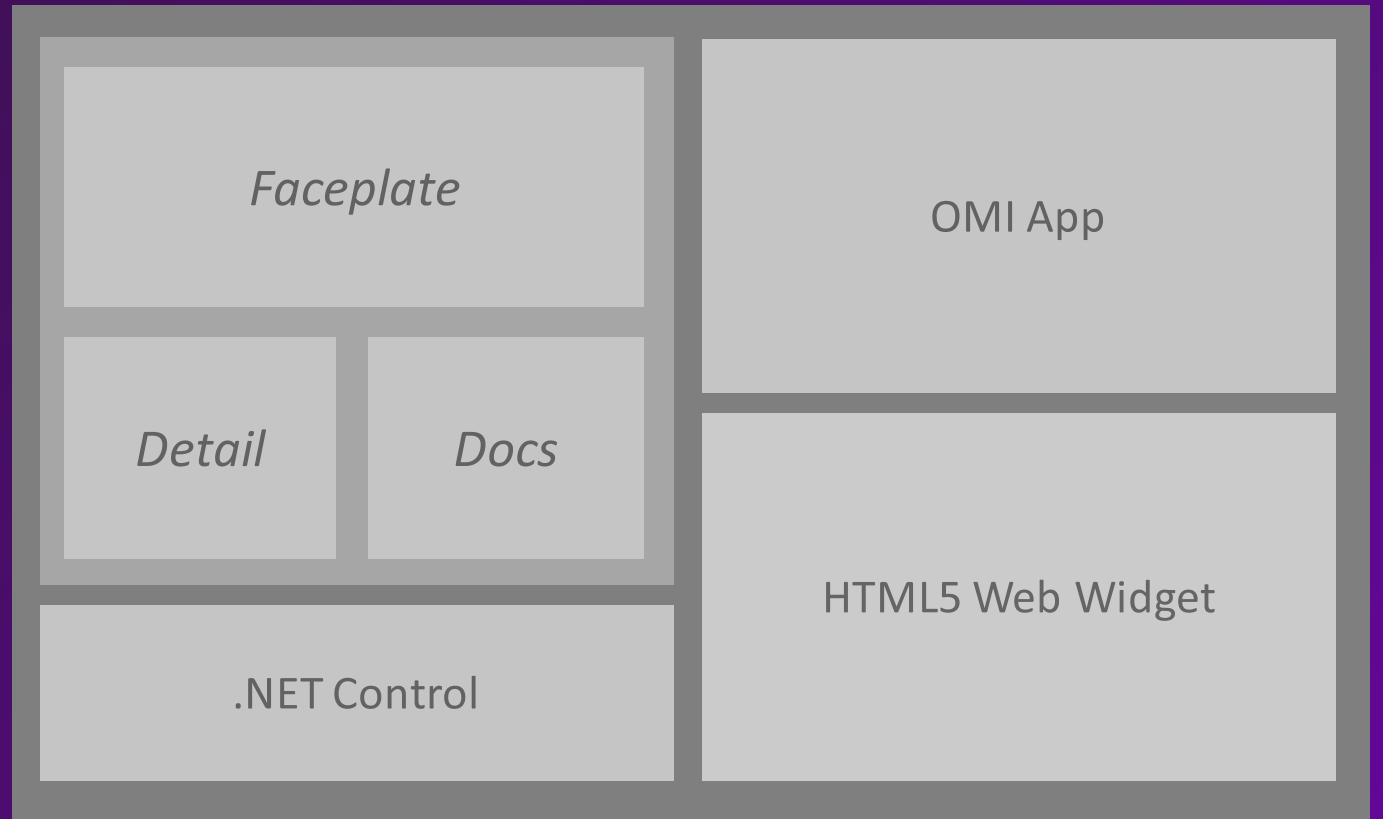 Faceplate
OMI App
Detail
Docs
HTML5 Web Widget
.NET Control